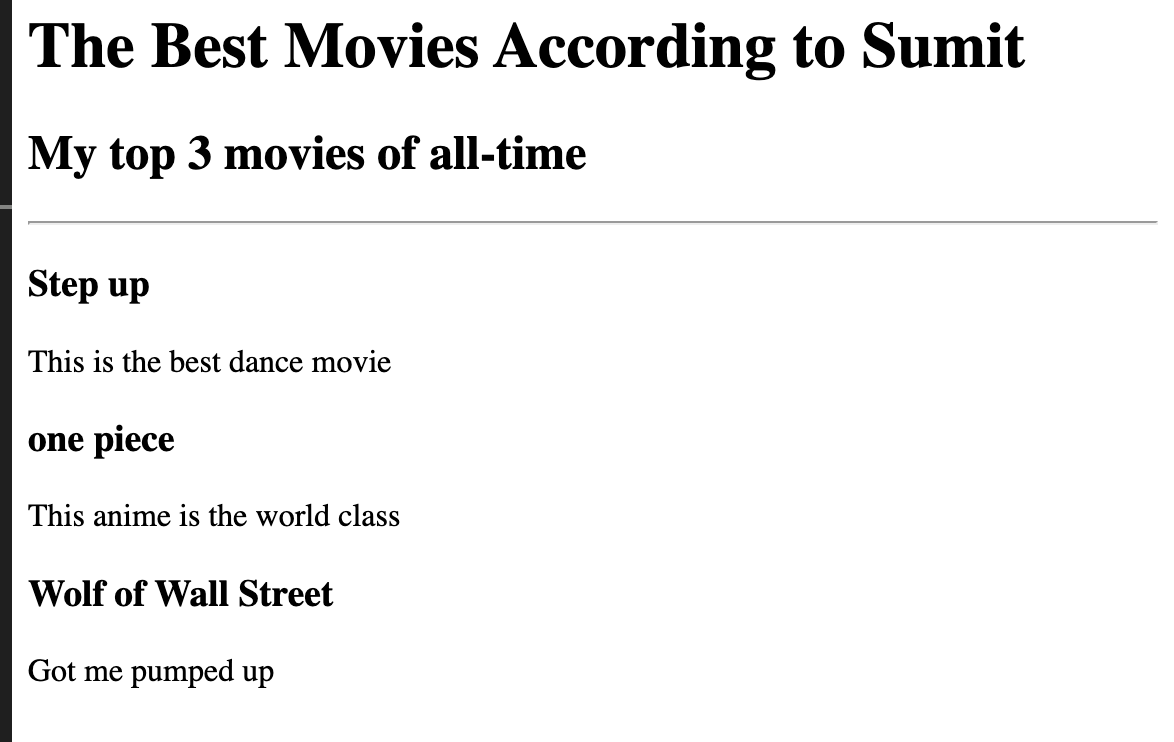 The Best Movies According to Sumit
My top 3 movies of all-time
Step up
This is the best dance movie
one piece
This anime is the world class
Wolf of Wall Street
Got me pumped up